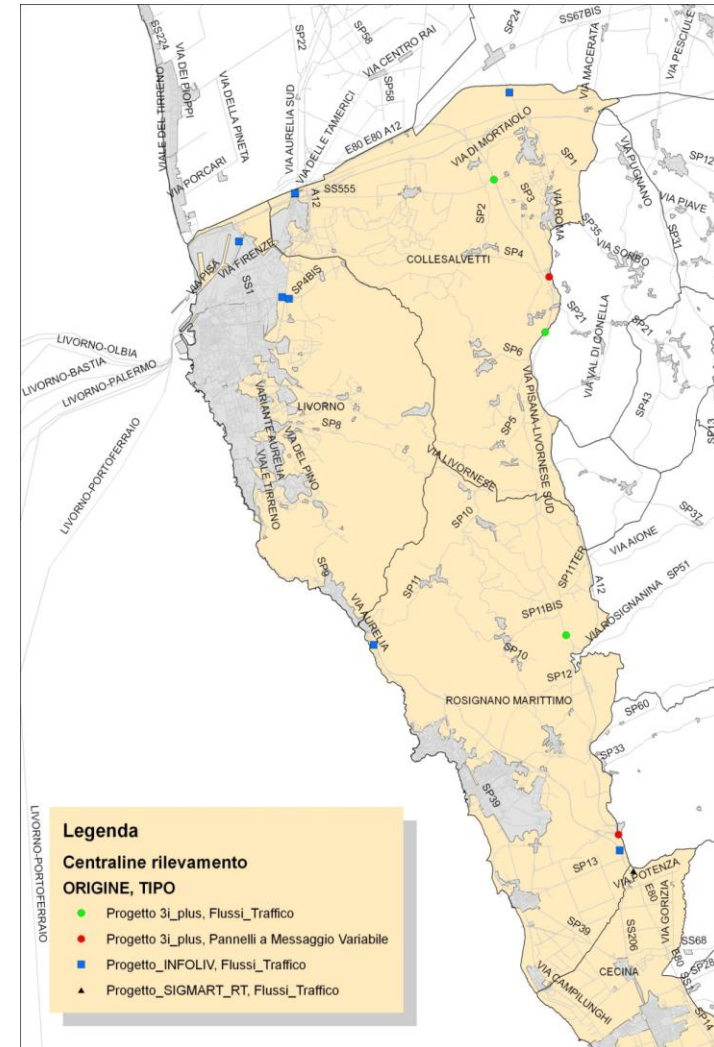 SS224
VIA DEI PIOPPI
VIALE DEL TIRRENO
VIA DELLA PINETA
VIA PORCARI
SP22
SP58
VIA CENTRO RAI
SP58
VIA AURELIA SUD
VIA DELLE TAMERICI
E80 E80 A12
SP24
SS67BIS
VIA MACERATA
VIA PESCIULE
VIA DI MORTAIOLO
SP1
SP12
VIA PUGNANO
VIA PIAVE
SP31
A12
SS555
SP2
SP3
VIA ROMA
SP35
VIA SORBO
VIA PISA
VIA FIRENZE
SS1
SP4BIS
COLLESALVETTI
SP4
SP21
SP21
VIA VAL DI CONELLA
SP43
SP13
LIVORNO-OLBIA
LIVORNO-BASTIA
LIVORNO-PALERMO
LIVORNO-PORTOFERRAIO
SP6
VIA PISANA-LIVORNESE SUD
SP5
LIVORNO
SP8
VARIANTE AURELIA
VIALE TIRRENO
VIA DEL PINO
VIA LIVORNESE
SP10
SP37
VIA AIONE
SP51
SP11TER
A12
VIA ROSIGNANINA
SP9
SP11
SP11BIS
VIA AURELIA
SP10
SP12
ROSIGNANO MARITTIMO
SP60
SP33
SP39
LIVORNO-PORTOFERRAIO
SP13
VIA POTENZA
E80
VIA GORIZIA
SP39
SS206
SS68
SP28
E80
SS1
CECINA
VIA CAMPILUNGHI
SP14
Legenda
Centraline rilevamento
ORIGINE, TIPO
Progetto 3i_plus, Flussi_Traffico
Progetto 3i_plus, Pannelli a Messaggio Variabile
Progetto_INFOLIV, Flussi_Traffico
Progetto_SIGMART_RT, Flussi_Traffico